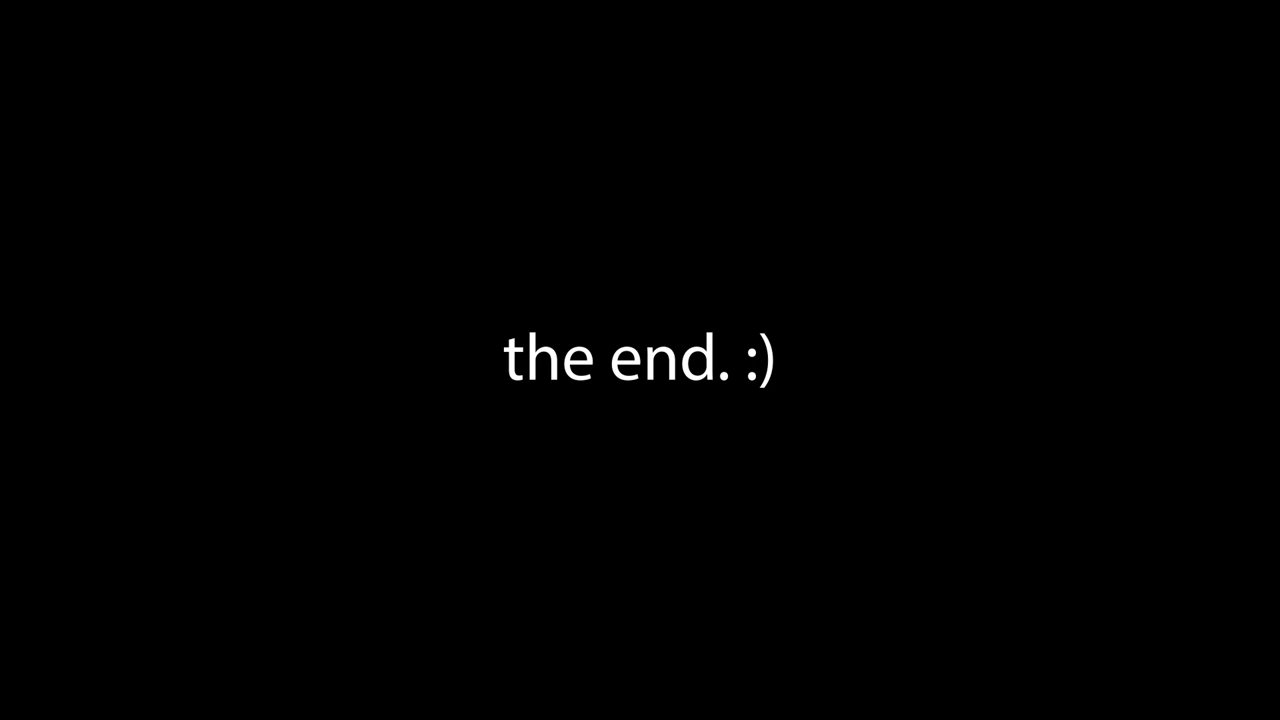 the end. :)